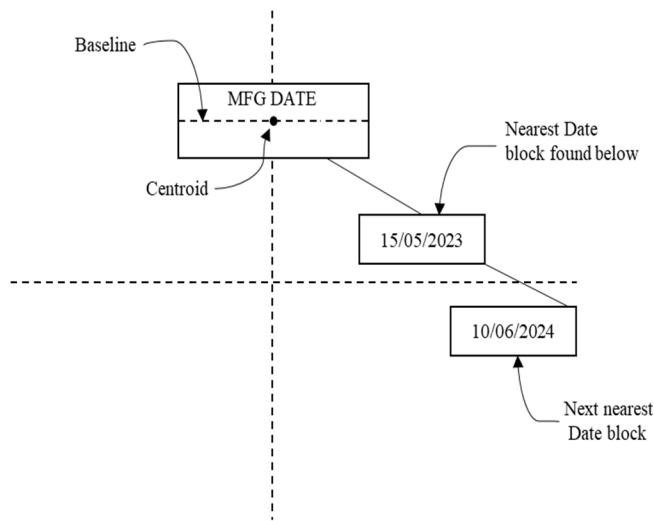 Baseline
MFG DATE
Nearest Date
block found below
Centroid
15/05/2023
10/06/2024
Next nearest
Date block